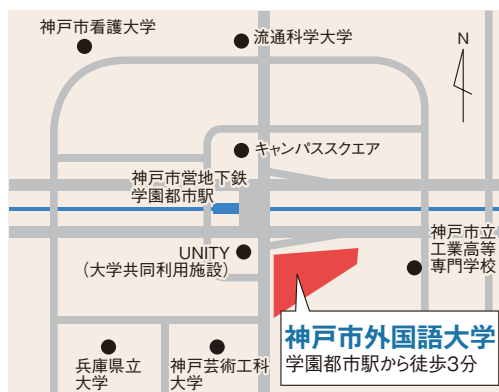 神戸市看護大学
流通科学大学
N
キャンパススクエア
神戸市営地下鉄
学園都市駅
UNITY
(大学共同利用施設)
神戸市立
工業高等
専門学校
神戸市外国語大学
学園都市駅から徒歩3分
兵庫県立
大学
神戸芸術工科
大学